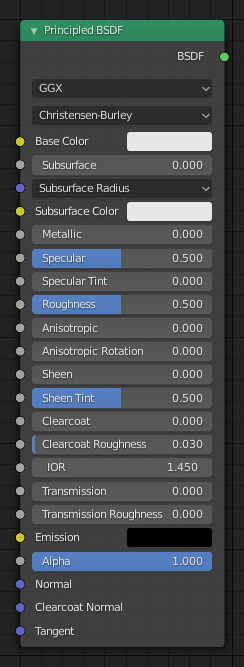 Principled BSDF
BSDF
GGX
Christensen-Burley
Base Color
Subsurface 0.000
Subsurface Radius
Subsurface Color
Metallic 0.000
Specular 0.500
Specular Tint 0.000
Roughness 0.500
Anisotropic 0.000
Anisotropic Rotation 0.000
Sheen 0.000
Sheen Tint 0.500
Clearcoat 0.000
Clearcoat Roughness 0.030
IOR 1.450
Transmission 0.000
Transmission Roughness 0.000
Emission
Alpha 1.000
Normal
Clearcoat Normal
Tangent